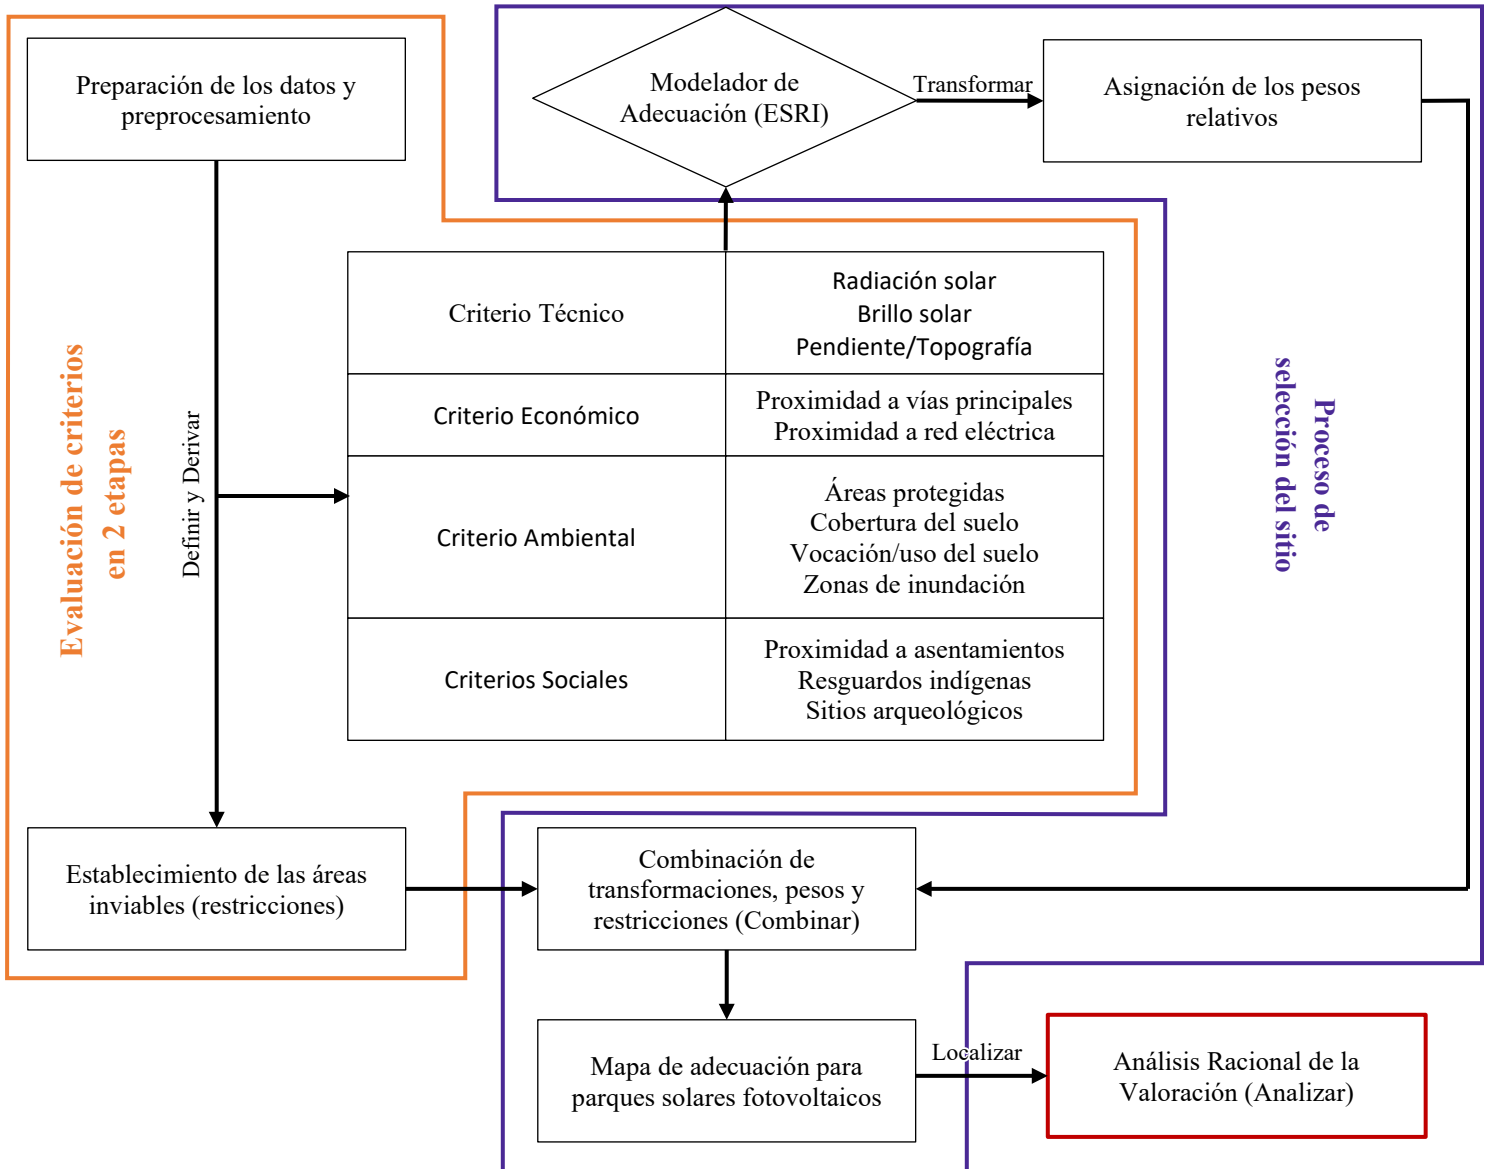 Preparación de los datos y
preprocesamiento
Modelador de
Adecuación (ESRI)
Transformar
Asignación de los pesos
relativos
Evaluación de criterios
en 2 etapas
Definir y Derivar
Criterio Técnico
Radiación solar
Brillo solar
Pendiente/Topografía
Criterio Económico
Proximidad a vías principales
Proximidad a red eléctrica
Criterio Ambiental
Áreas protegidas
Cobertura del suelo
Vocación/uso del suelo
Zonas de inundación
Criterios Sociales
Proximidad a asentamientos
Resguardos indígenas
Sitios arqueológicos
Proceso de
selección del sitio
Establecimiento de las áreas
inviables (restricciones)
Combinación de
transformaciones, pesos y
restricciones (Combinar)
Mapa de adecuación para
parques solares fotovoltaicos
Localizar
Análisis Racional de la
Valoración (Analizar)